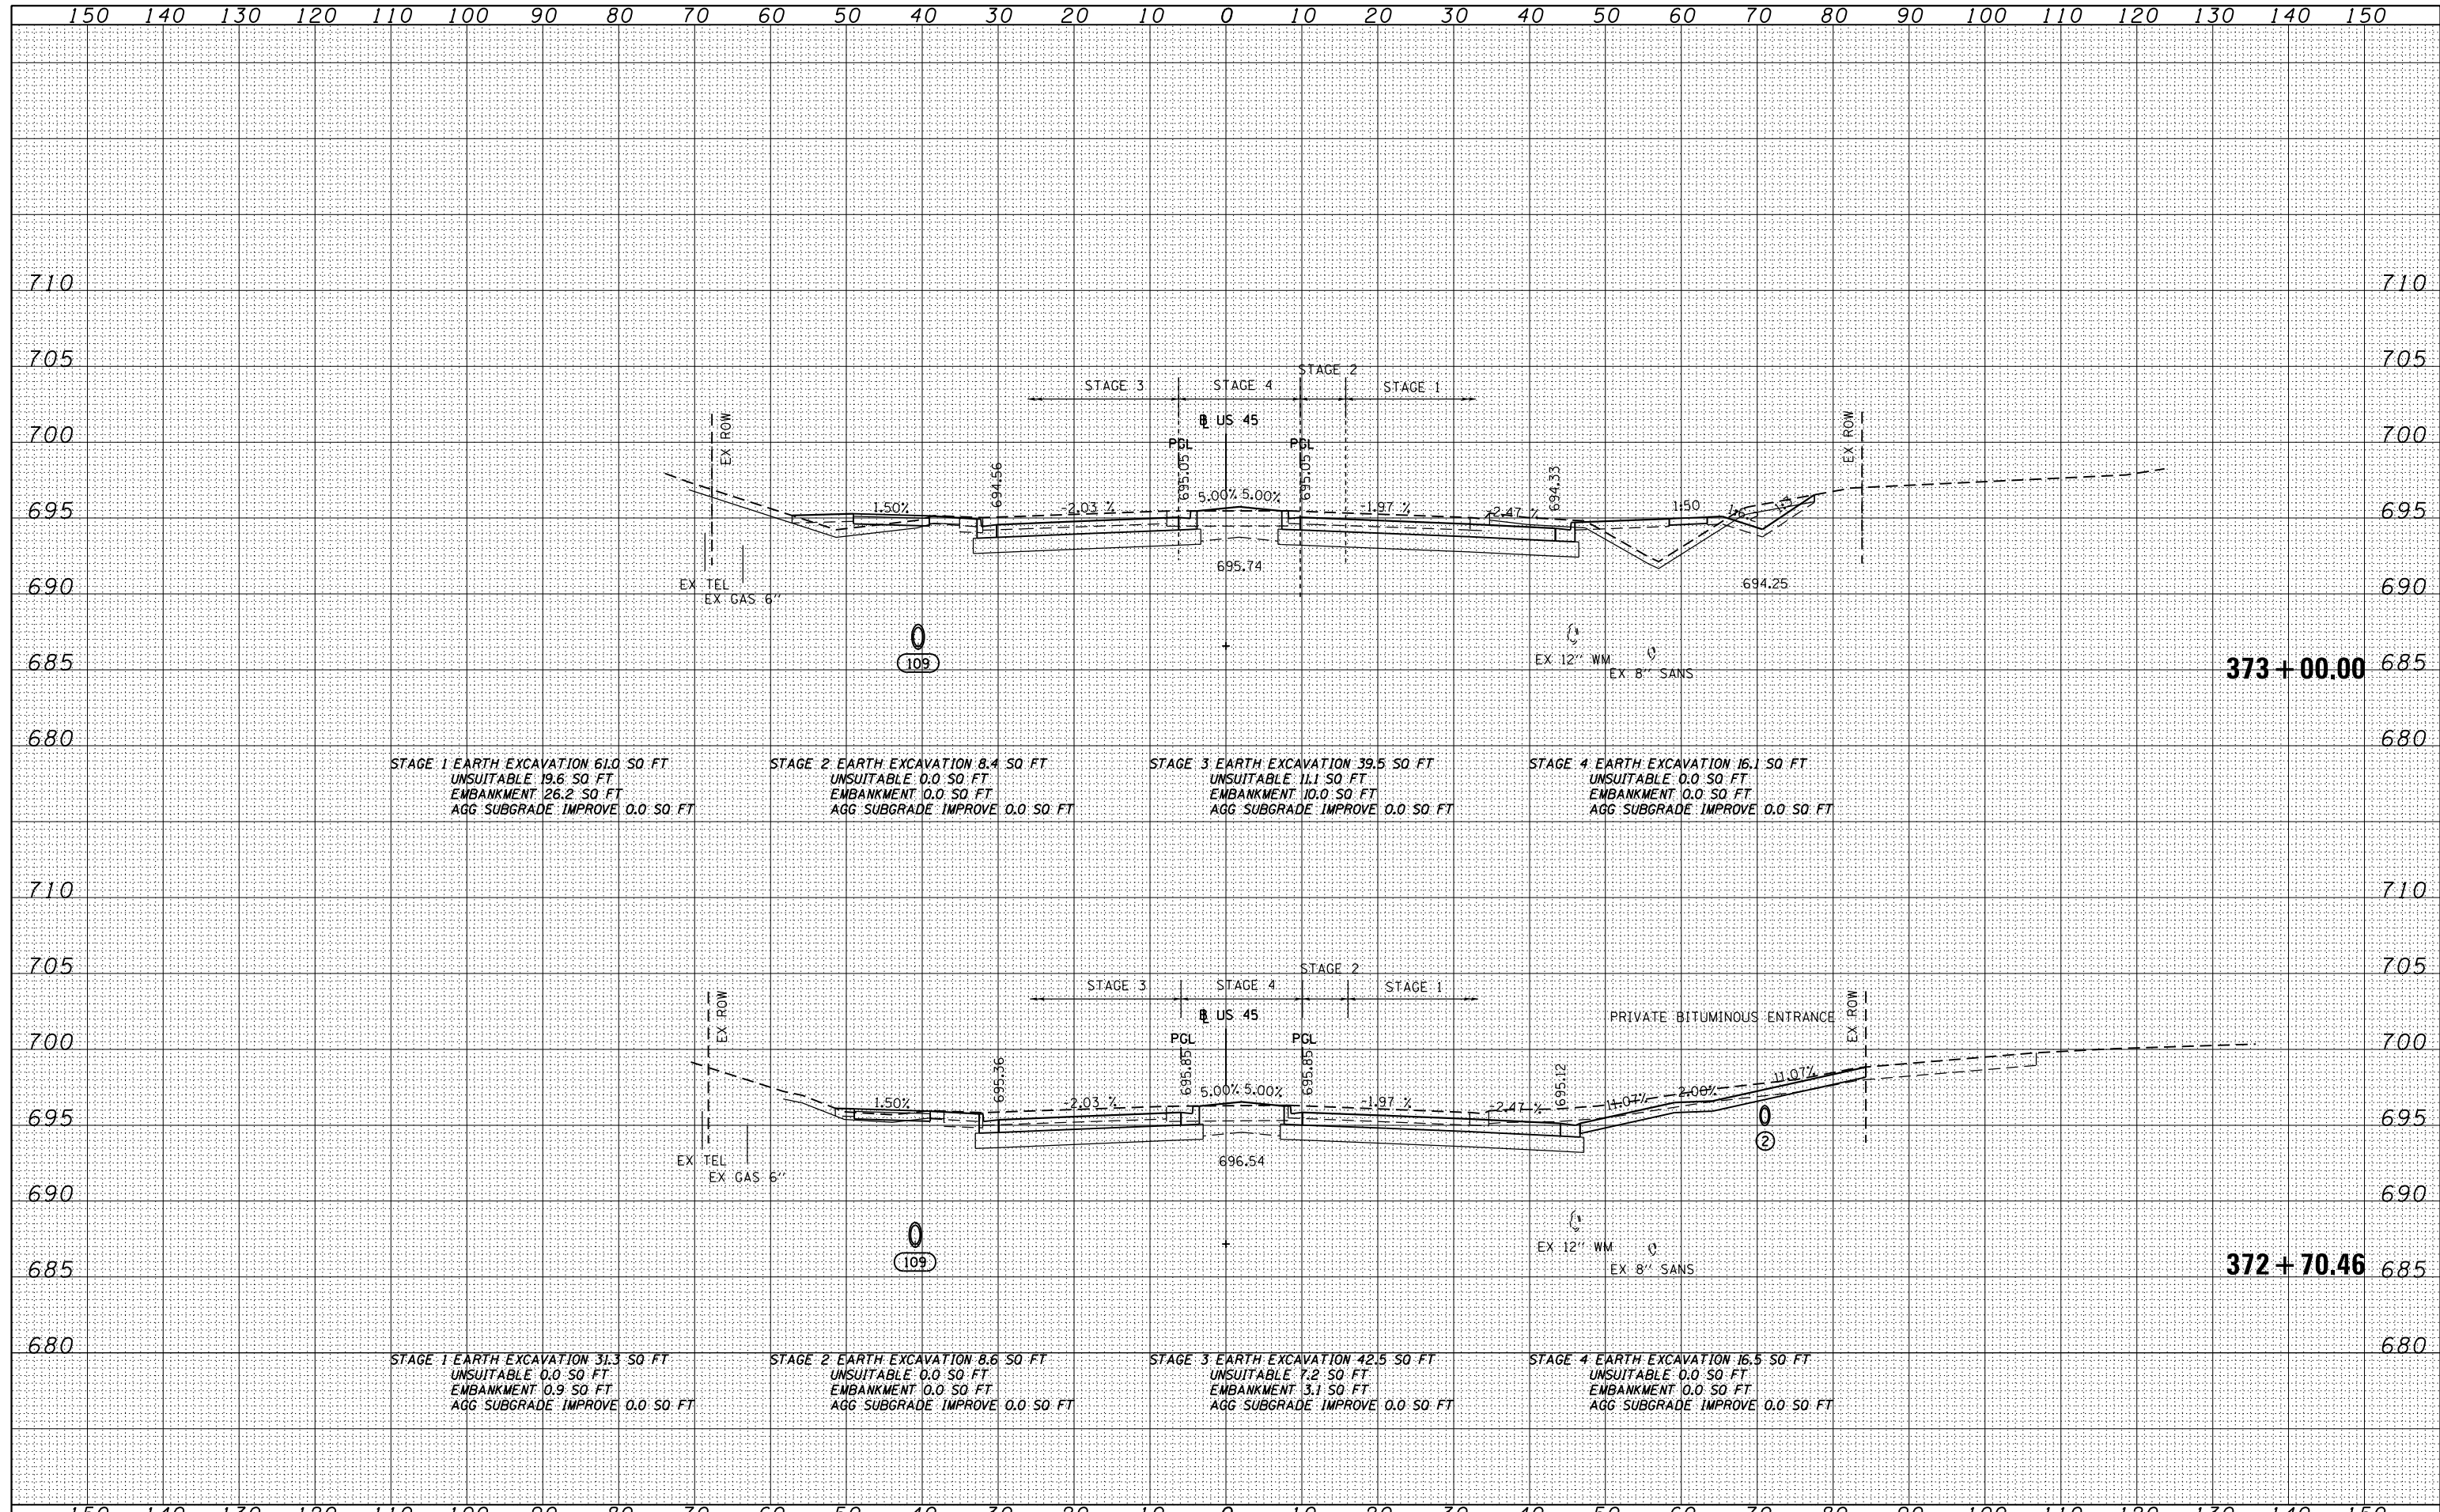 150 140 130 120 110 100 90 80 70 60 50 40 30 20 10 0 10 20 30 40 50 60 70 80 90 100 110 120 130 140 150
710 710
705 705
STAGE 2
STAGE 3 STAGE 4 STAGE 1
EX ROW ℄ US 45 EX ROW
700 PGL PGL 700
694.56 695.05 695.05 694.33
695 1.50% -2.03 % 5.00% 5.00% -1.97 % -2.47 % 1:50 695
695.74
EX TEL 694.25
690 690
EX GAS 6"
109 EX 12" WM
685 EX 8" SANS 373 + 00.00 685
680 680
STAGE 1 EARTH EXCAVATION 61.0 SQ FT STAGE 2 EARTH EXCAVATION 8.4 SQ FT STAGE 3 EARTH EXCAVATION 39.5 SQ FT STAGE 4 EARTH EXCAVATION 16.1 SQ FT
UNSUITABLE 19.6 SQ FT UNSUITABLE 0.0 SQ FT UNSUITABLE 11.1 SQ FT UNSUITABLE 0.0 SQ FT
EMBANKMENT 26.2 SQ FT EMBANKMENT 0.0 SQ FT EMBANKMENT 10.0 SQ FT EMBANKMENT 0.0 SQ FT
AGG SUBGRADE IMPROVE 0.0 SQ FT AGG SUBGRADE IMPROVE 0.0 SQ FT AGG SUBGRADE IMPROVE 0.0 SQ FT AGG SUBGRADE IMPROVE 0.0 SQ FT
710 710
705 705
STAGE 2
STAGE 3 STAGE 4 STAGE 1
EX ROW US 45 PRIVATE BITUMINOUS ENTRANCE EX ROW
700 PGL PGL 700
695.36 695.85 695.85 695.12
695 1.50% -2.03 % 5.00% 5.00% -1.97 % -2.47 % 11.07% 2.00% 11.07% 695
2
EX TEL 696.54
EX GAS 6"
690 690
109 EX 12" WM
685 EX 8" SANS 372 + 70.46 685
680 680
STAGE 1 EARTH EXCAVATION 31.3 SQ FT STAGE 2 EARTH EXCAVATION 8.6 SQ FT STAGE 3 EARTH EXCAVATION 42.5 SQ FT STAGE 4 EARTH EXCAVATION 16.5 SQ FT
UNSUITABLE 0.0 SQ FT UNSUITABLE 0.0 SQ FT UNSUITABLE 7.2 SQ FT UNSUITABLE 0.0 SQ FT
EMBANKMENT 0.9 SQ FT EMBANKMENT 0.0 SQ FT EMBANKMENT 3.1 SQ FT EMBANKMENT 0.0 SQ FT
AGG SUBGRADE IMPROVE 0.0 SQ FT AGG SUBGRADE IMPROVE 0.0 SQ FT AGG SUBGRADE IMPROVE 0.0 SQ FT AGG SUBGRADE IMPROVE 0.0 SQ FT
150 140 130 120 110 100 90 80 70 60 50 40 30 20 10 0 10 20 30 40 50 60 70 80 90 100 110 120 130 140 150